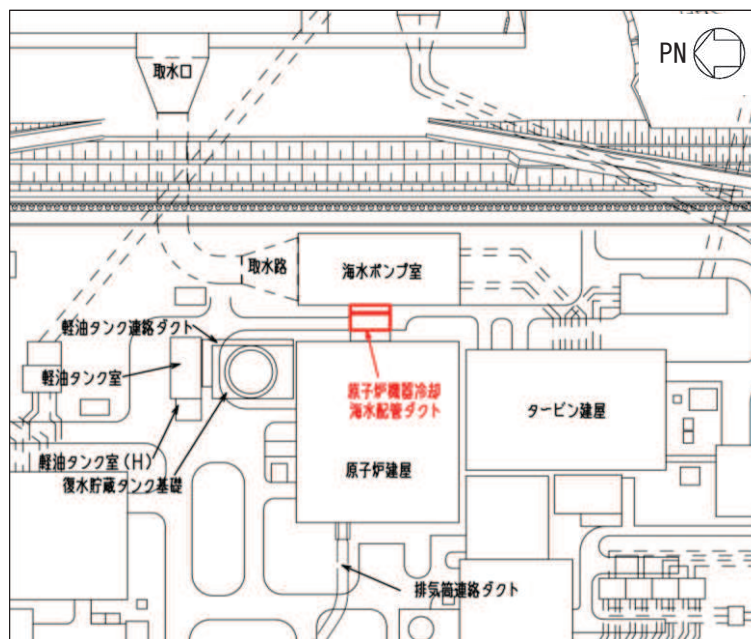 PN
取水口
取水路
海水ポンプ室
軽油タンク連絡ダクト
軽油タンク室
原子炉機器冷却
海水配管ダクト
タービン建屋
軽油タンク室(H)
復水貯蔵タンク基礎
原子炉建屋
排気筒連絡ダクト